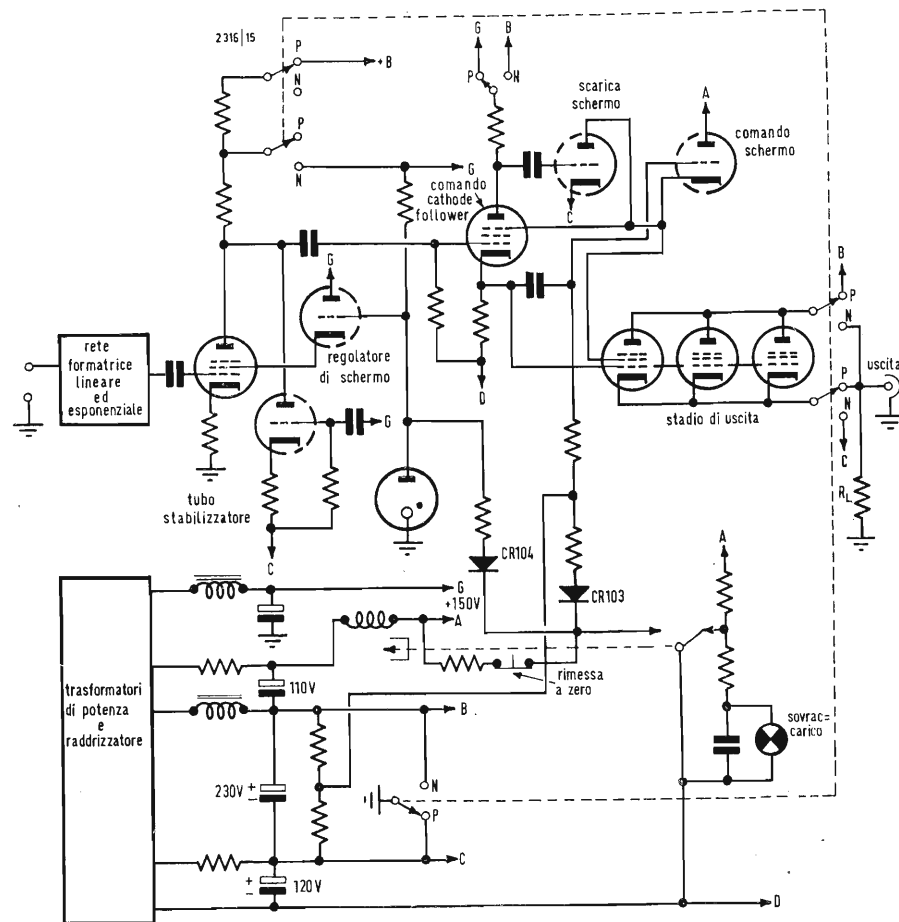 2316|15
P
+B
N
P
N
G
G
B
P
N
scarica
schermo
A
comando
schermo
comando
cathode
follower
C
G
B
P
N
rete
formatrice
lineare
ed
esponenziale
regolatore
di schermo
D
P
uscita
N
stadio di uscita
C
G
RL
tubo
stabilizzatore
C
CR104
A
CR103
G
+150V
A
trasformatori
di potenza
e
raddrizzatore
110V
rimessa
a zero
B
sovrac=
carico
230V
+
−
N
P
C
+
−
120V
D